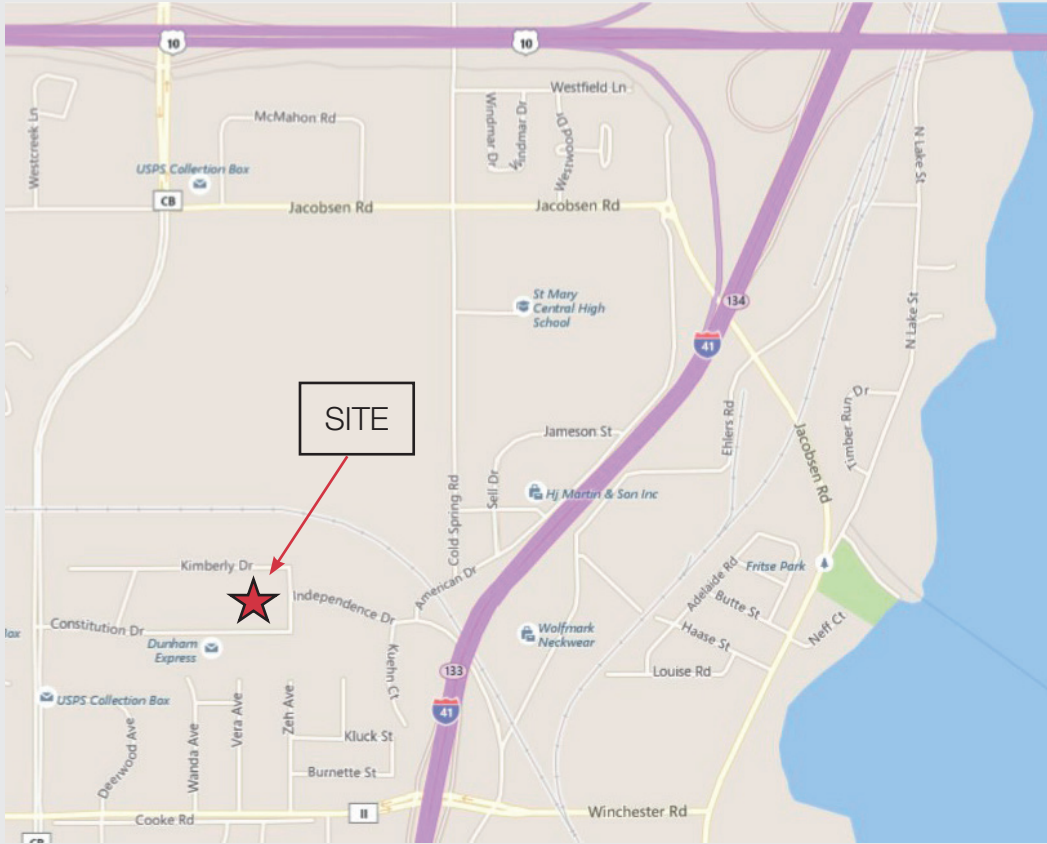 10
10
Westfield Ln
Westcreek Ln
McMahon Rd
Windmar Dr
Windmar Dr
Westwood Dr
N Lake St
USPS Collection Box
CB
Jacobsen Rd
Jacobsen Rd
St Mary
Central High
School
134
41
N Lake St
SITE
Jameson St
Ehlers Rd
Timber Run Dr
Jacobsen Rd
Sell Dr
Hj Martin & Son Inc
Cold Spring Rd
Kimberly Dr
American Dr
Independence Dr
Adelaide Rd
Fritse Park
Butte St
Constitution Dr
Dunham
Express
Wolfmark
Neckwear
Haase St
Neff Ct
Kuehn Ct
Louise Rd
133
USPS Collection Box
41
Deerwood Ave
Wanda Ave
Vera Ave
Zeh Ave
Kluck St
Burnette St
Cooke Rd
II
Winchester Rd
CB